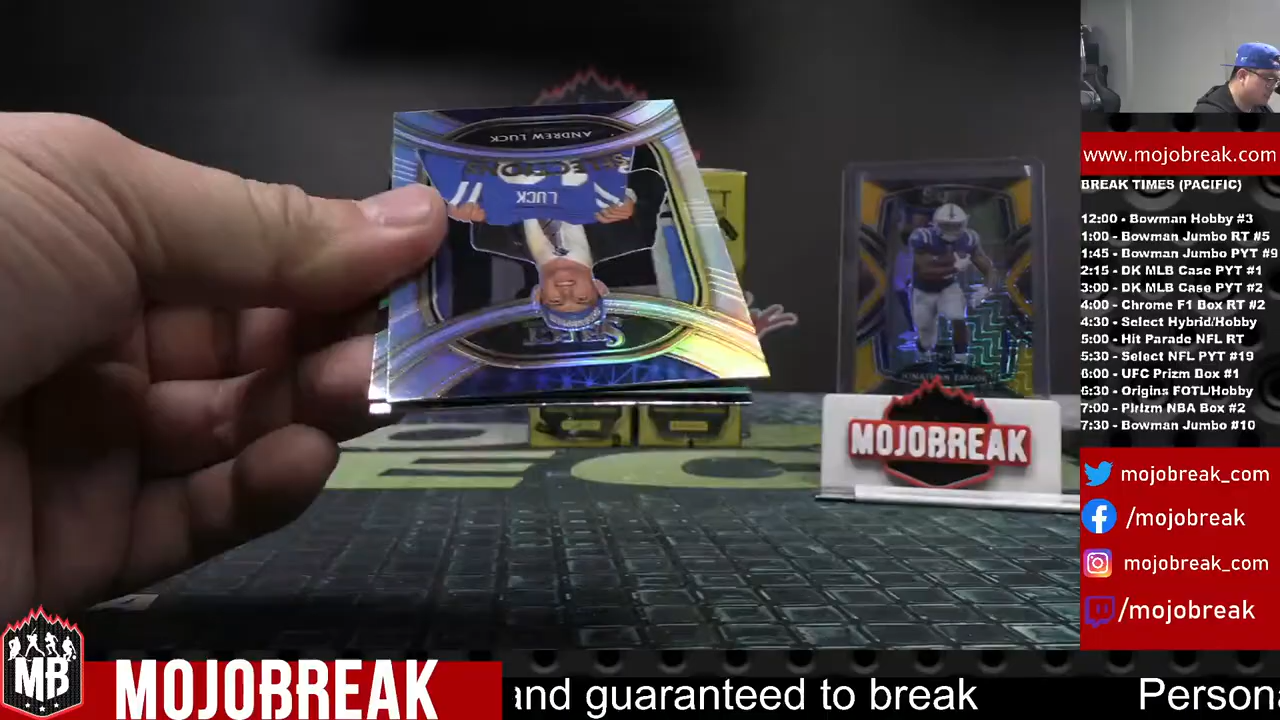 ANDREW LUCK
SELECTIONS
LUCK
SELECT
JONATHAN TAYLOR
MOJOBREAK
www.mojobreak.com
BREAK TIMES (PACIFIC)
12:00 • Bowman Hobby #3
1:00 - Bowman Jumbo RT #5
1:45 - Bowman Jumbo PYT #9
2:15 - DK MLB Case PYT #1
3:00 - DK MLB Case PYT #2
4:00 - Chrome F1 Box RT #2
4:30 - Select Hybrid/Hobby
5:00 - Hit Parade NFL RT
5:30 - Select NFL PYT #19
6:00 - UFC Prizm Box #1
6:30 - Origins FOTL/Hobby
7:00 - Pirizm NBA Box #2
7:30 - Bowman Jumbo #10
mojobreak_com
/mojobreak
mojobreak_com
/mojobreak
MB
MOJOBREAK
and guaranteed to break
Persona